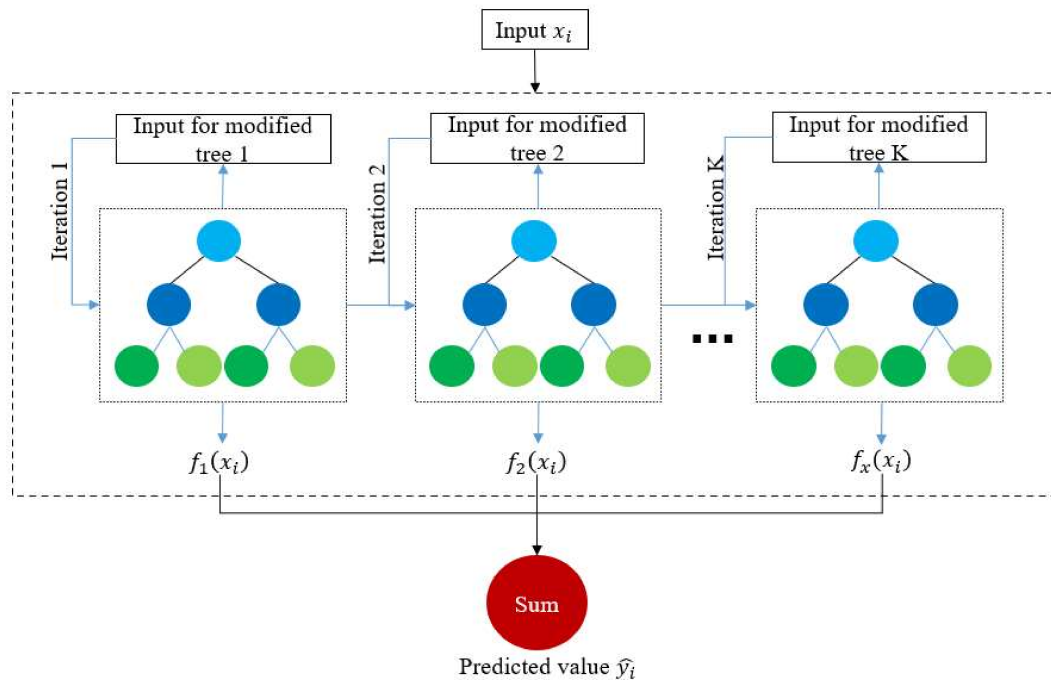 Input x_i
Input for modified
tree 1
Input for modified
tree 2
Input for modified
tree K
Iteration 1
Iteration 2
Iteration K
...
f_1(x_i)
f_2(x_i)
f_x(x_i)
Sum
Predicted value ŷ_i